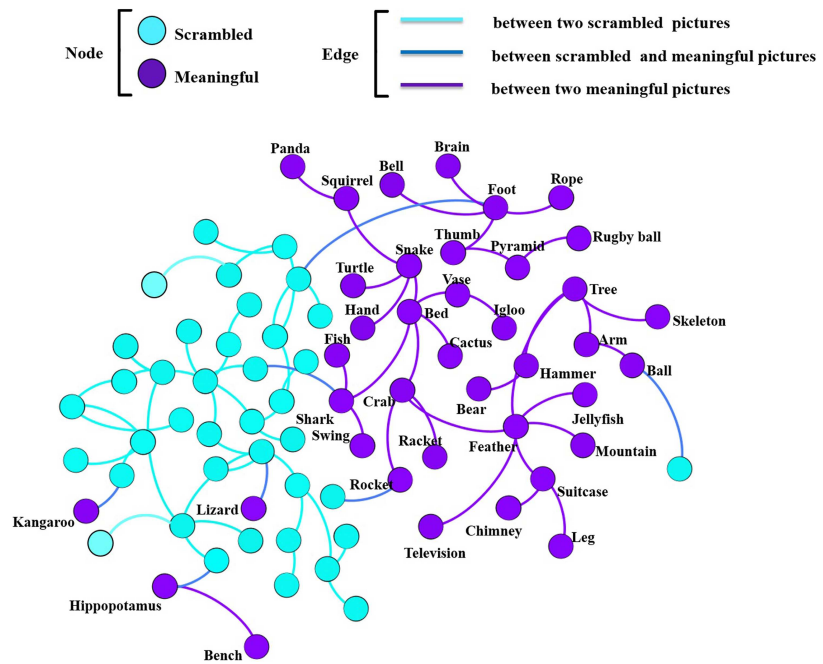 Node
Scrambled
Meaningful
Edge
between two scrambled pictures
between scrambled and meaningful pictures
between two meaningful pictures
Panda
Squirrel
Bell
Brain
Foot
Rope
Thumb
Pyramid
Rugby ball
Snake
Turtle
Vase
Tree
Hand
Bed
Igloo
Skeleton
Fish
Cactus
Arm
Hammer
Ball
Bear
Crab
Jellyfish
Shark
Swing
Racket
Feather
Mountain
Rocket
Suitcase
Lizard
Kangaroo
Chimney
Television
Leg
Hippopotamus
Bench